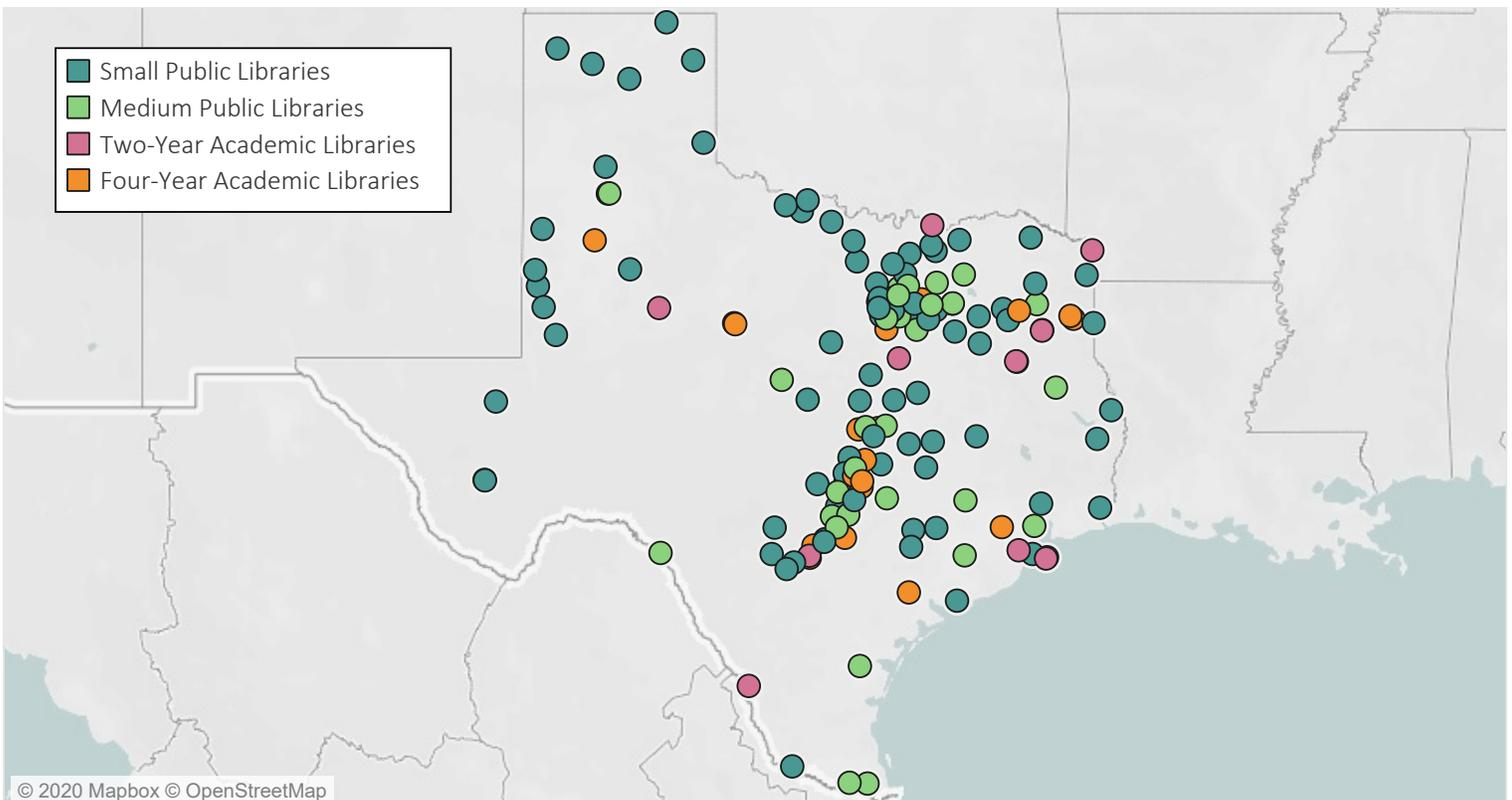 Small Public Libraries
Medium Public Libraries
Two-Year Academic Libraries
Four-Year Academic Libraries
© 2020 Mapbox © OpenStreetMap